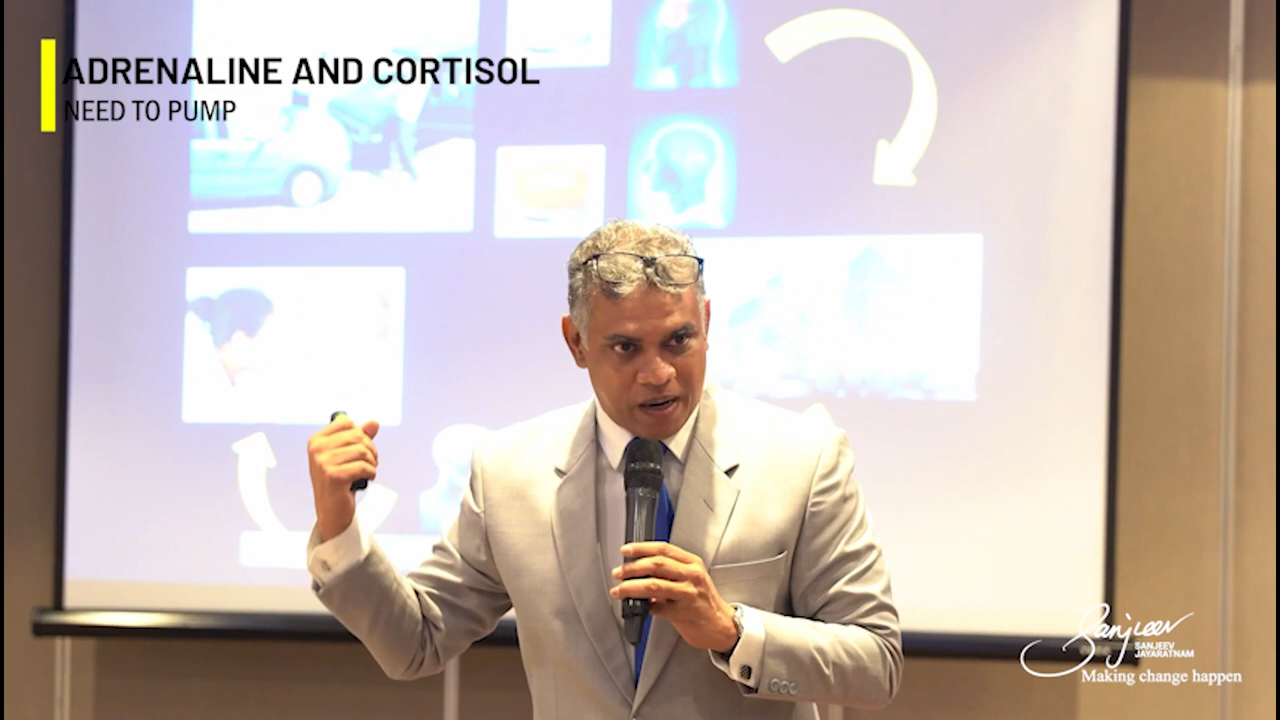 ADRENALINE AND CORTISOL
NEED TO PUMP
Sanjeev
SANJEEV
JAYARATNAM
Making change happen